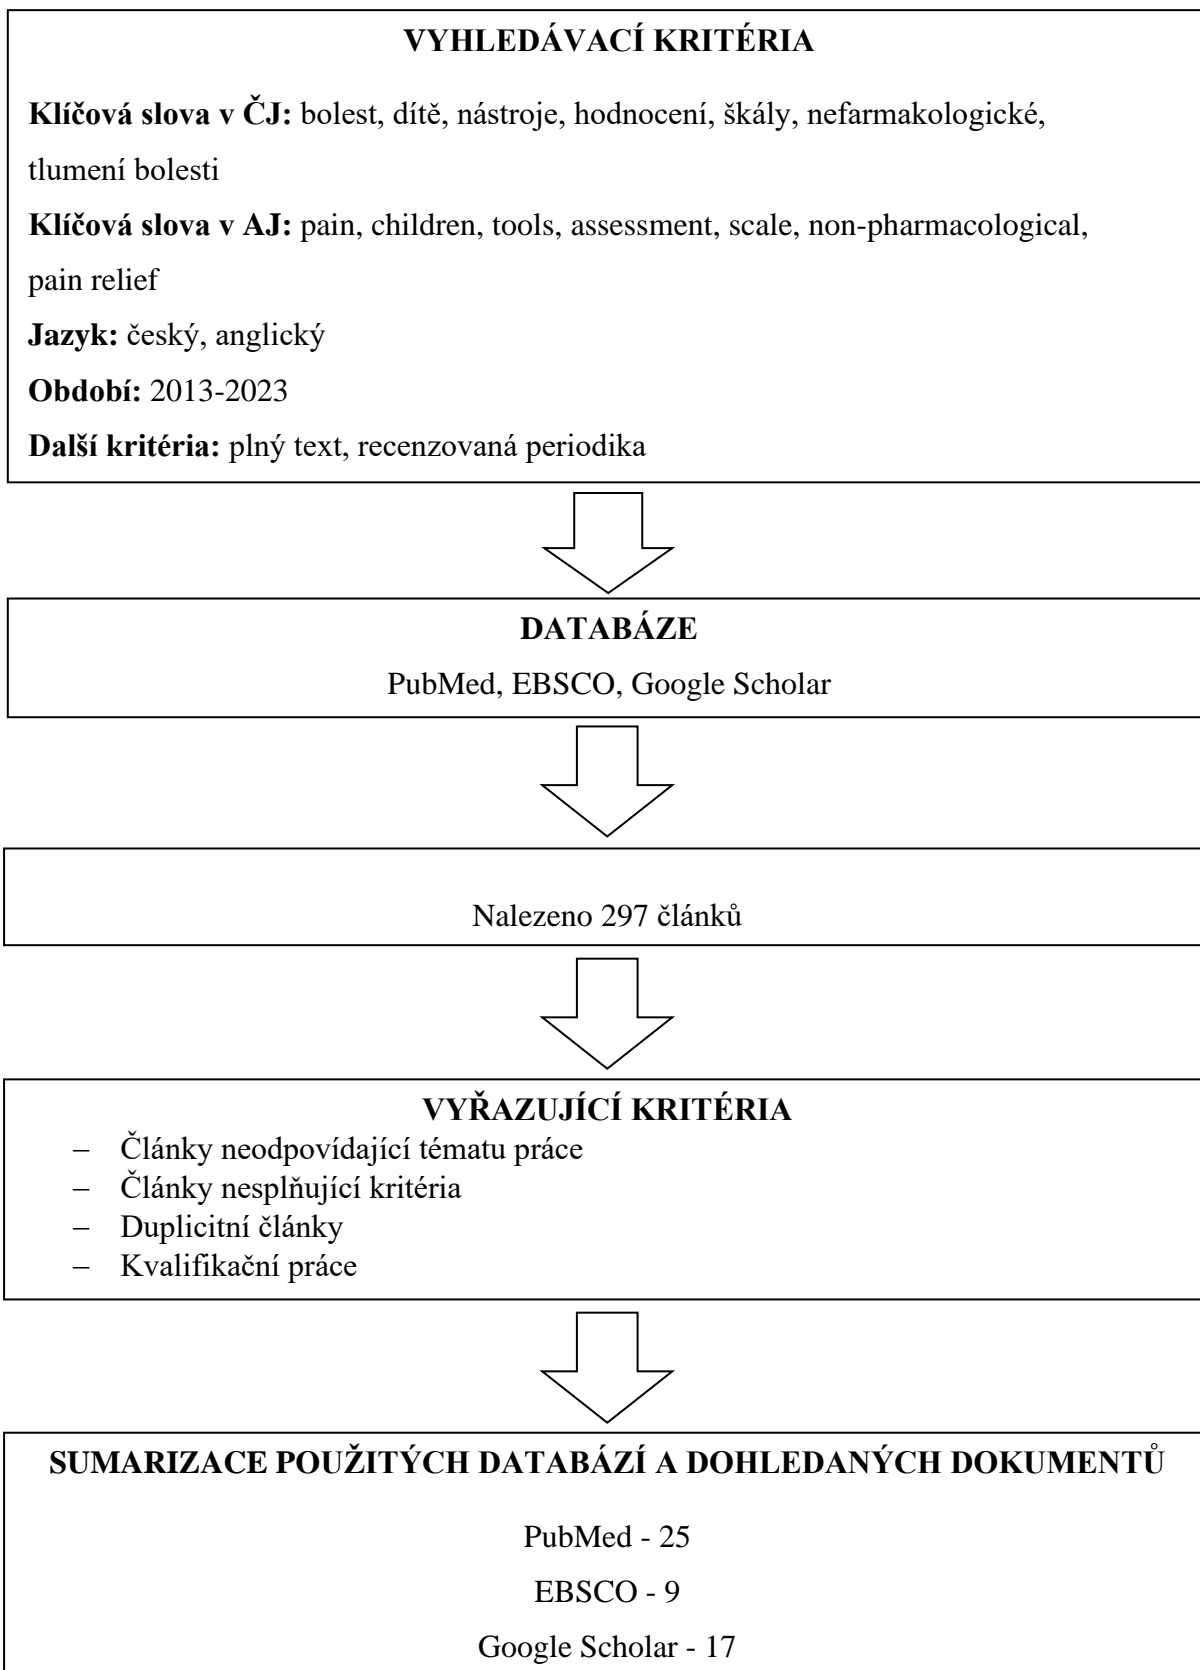 VYHLEDÁVACÍ KRITÉRIA
Klíčová slova v ČJ: bolest, dítě, nástroje, hodnocení, škály, nefarmakologické,
tlumení bolesti
Klíčová slova v AJ: pain, children, tools, assessment, scale, non-pharmacological,
pain relief
Jazyk: český, anglický
Období: 2013-2023
Další kritéria: plný text, recenzovaná periodika
DATABÁZE
PubMed, EBSCO, Google Scholar
Nalezeno 297 článků
VYŘAZUJÍCÍ KRITÉRIA
– Články neodpovídající tématu práce
– Články nesplňující kritéria
– Duplicitní články
– Kvalifikační práce
SUMARIZACE POUŽITÝCH DATABÁZÍ A DOHLEDANÝCH DOKUMENTŮ
PubMed - 25
EBSCO - 9
Google Scholar - 17